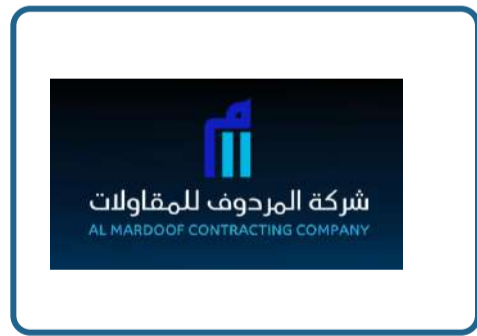 شركة المردوف للمقاولات
AL MARDOOF CONTRACTING COMPANY